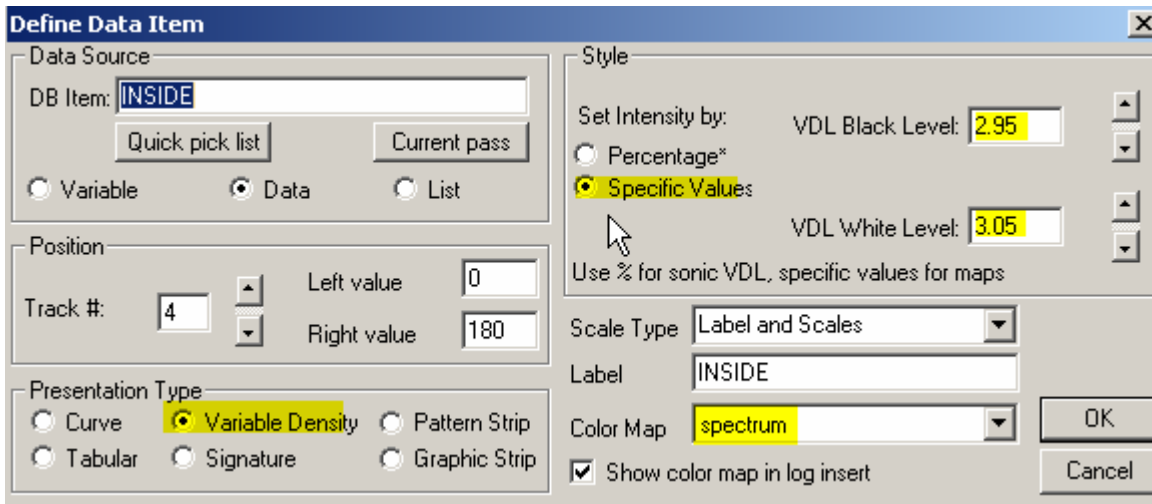 Define Data Item
Data Source
DB Item: INSIDE
Quick pick list Current pass
Variable Data List
Position
Track #: 4
Left value 0
Right value 180
Presentation Type
Curve Variable Density Pattern Strip
Tabular Signature Graphic Strip
Style
Set Intensity by:
Percentage*
Specific Values
VDL Black Level: 2.95
VDL White Level: 3.05
Use % for sonic VDL, specific values for maps
Scale Type Label and Scales
Label INSIDE
Color Map spectrum
Show color map in log insert
OK
Cancel